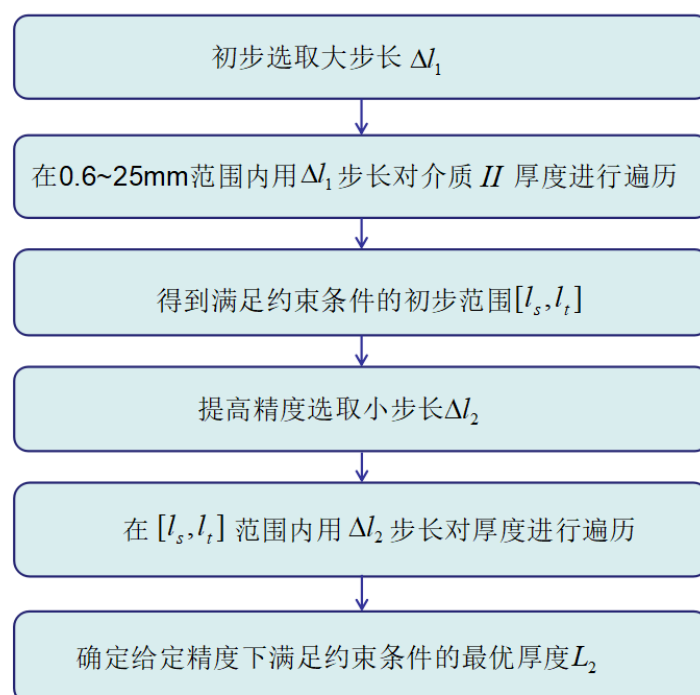 初步选取大步长 Δl₁
在0.6~25mm范围内用Δl₁步长对介质 II 厚度进行遍历
得到满足约束条件的初步范围[lₛ,lₜ]
提高精度选取小步长Δl₂
在 [lₛ,lₜ] 范围内用 Δl₂ 步长对厚度进行遍历
确定给定精度下满足约束条件的最优厚度L₂